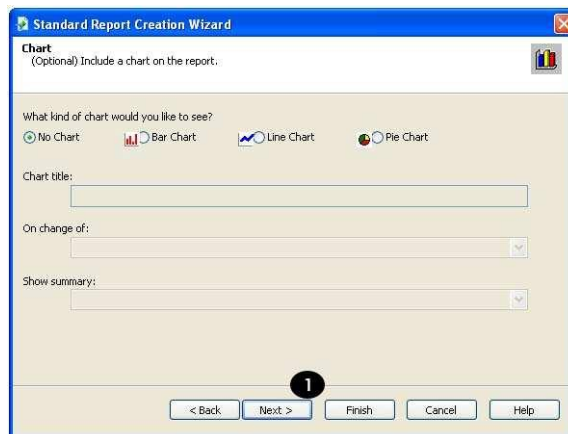 Standard Report Creation Wizard
Chart
(Optional) Include a chart on the report.
What kind of chart would you like to see?
No Chart Bar Chart Line Chart Pie Chart
Chart title:
On change of:
Show summary:
1
< Back Next > Finish Cancel Help